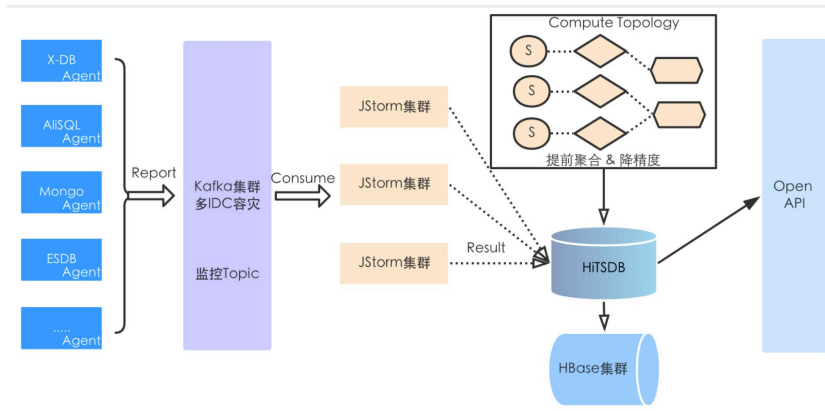 X-DB
Agent
AliSQL
Agent
Mongo
Agent
ESDB
Agent
.....
Agent
Report
Kafka集群
多IDC容灾
监控Topic
Consume
JStorm集群
JStorm集群
JStorm集群
Result
Compute Topology
S
S
S
提前聚合 & 降精度
HiTSDB
HBase集群
Open
API